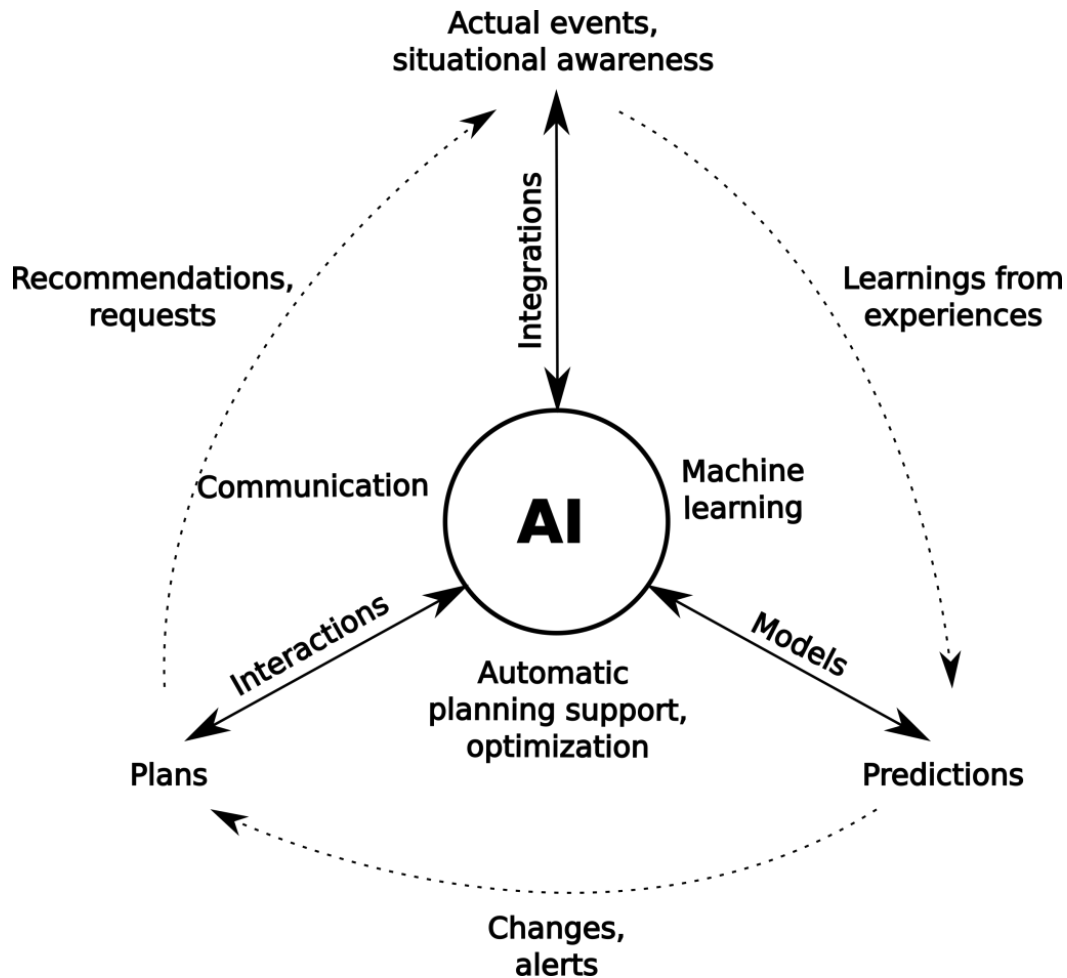 Actual events,
situational awareness
Integrations
Recommendations,
requests
Learnings from
experiences
Communication
AI
Machine
learning
Interactions
Models
Automatic
planning support,
optimization
Plans
Predictions
Changes,
alerts